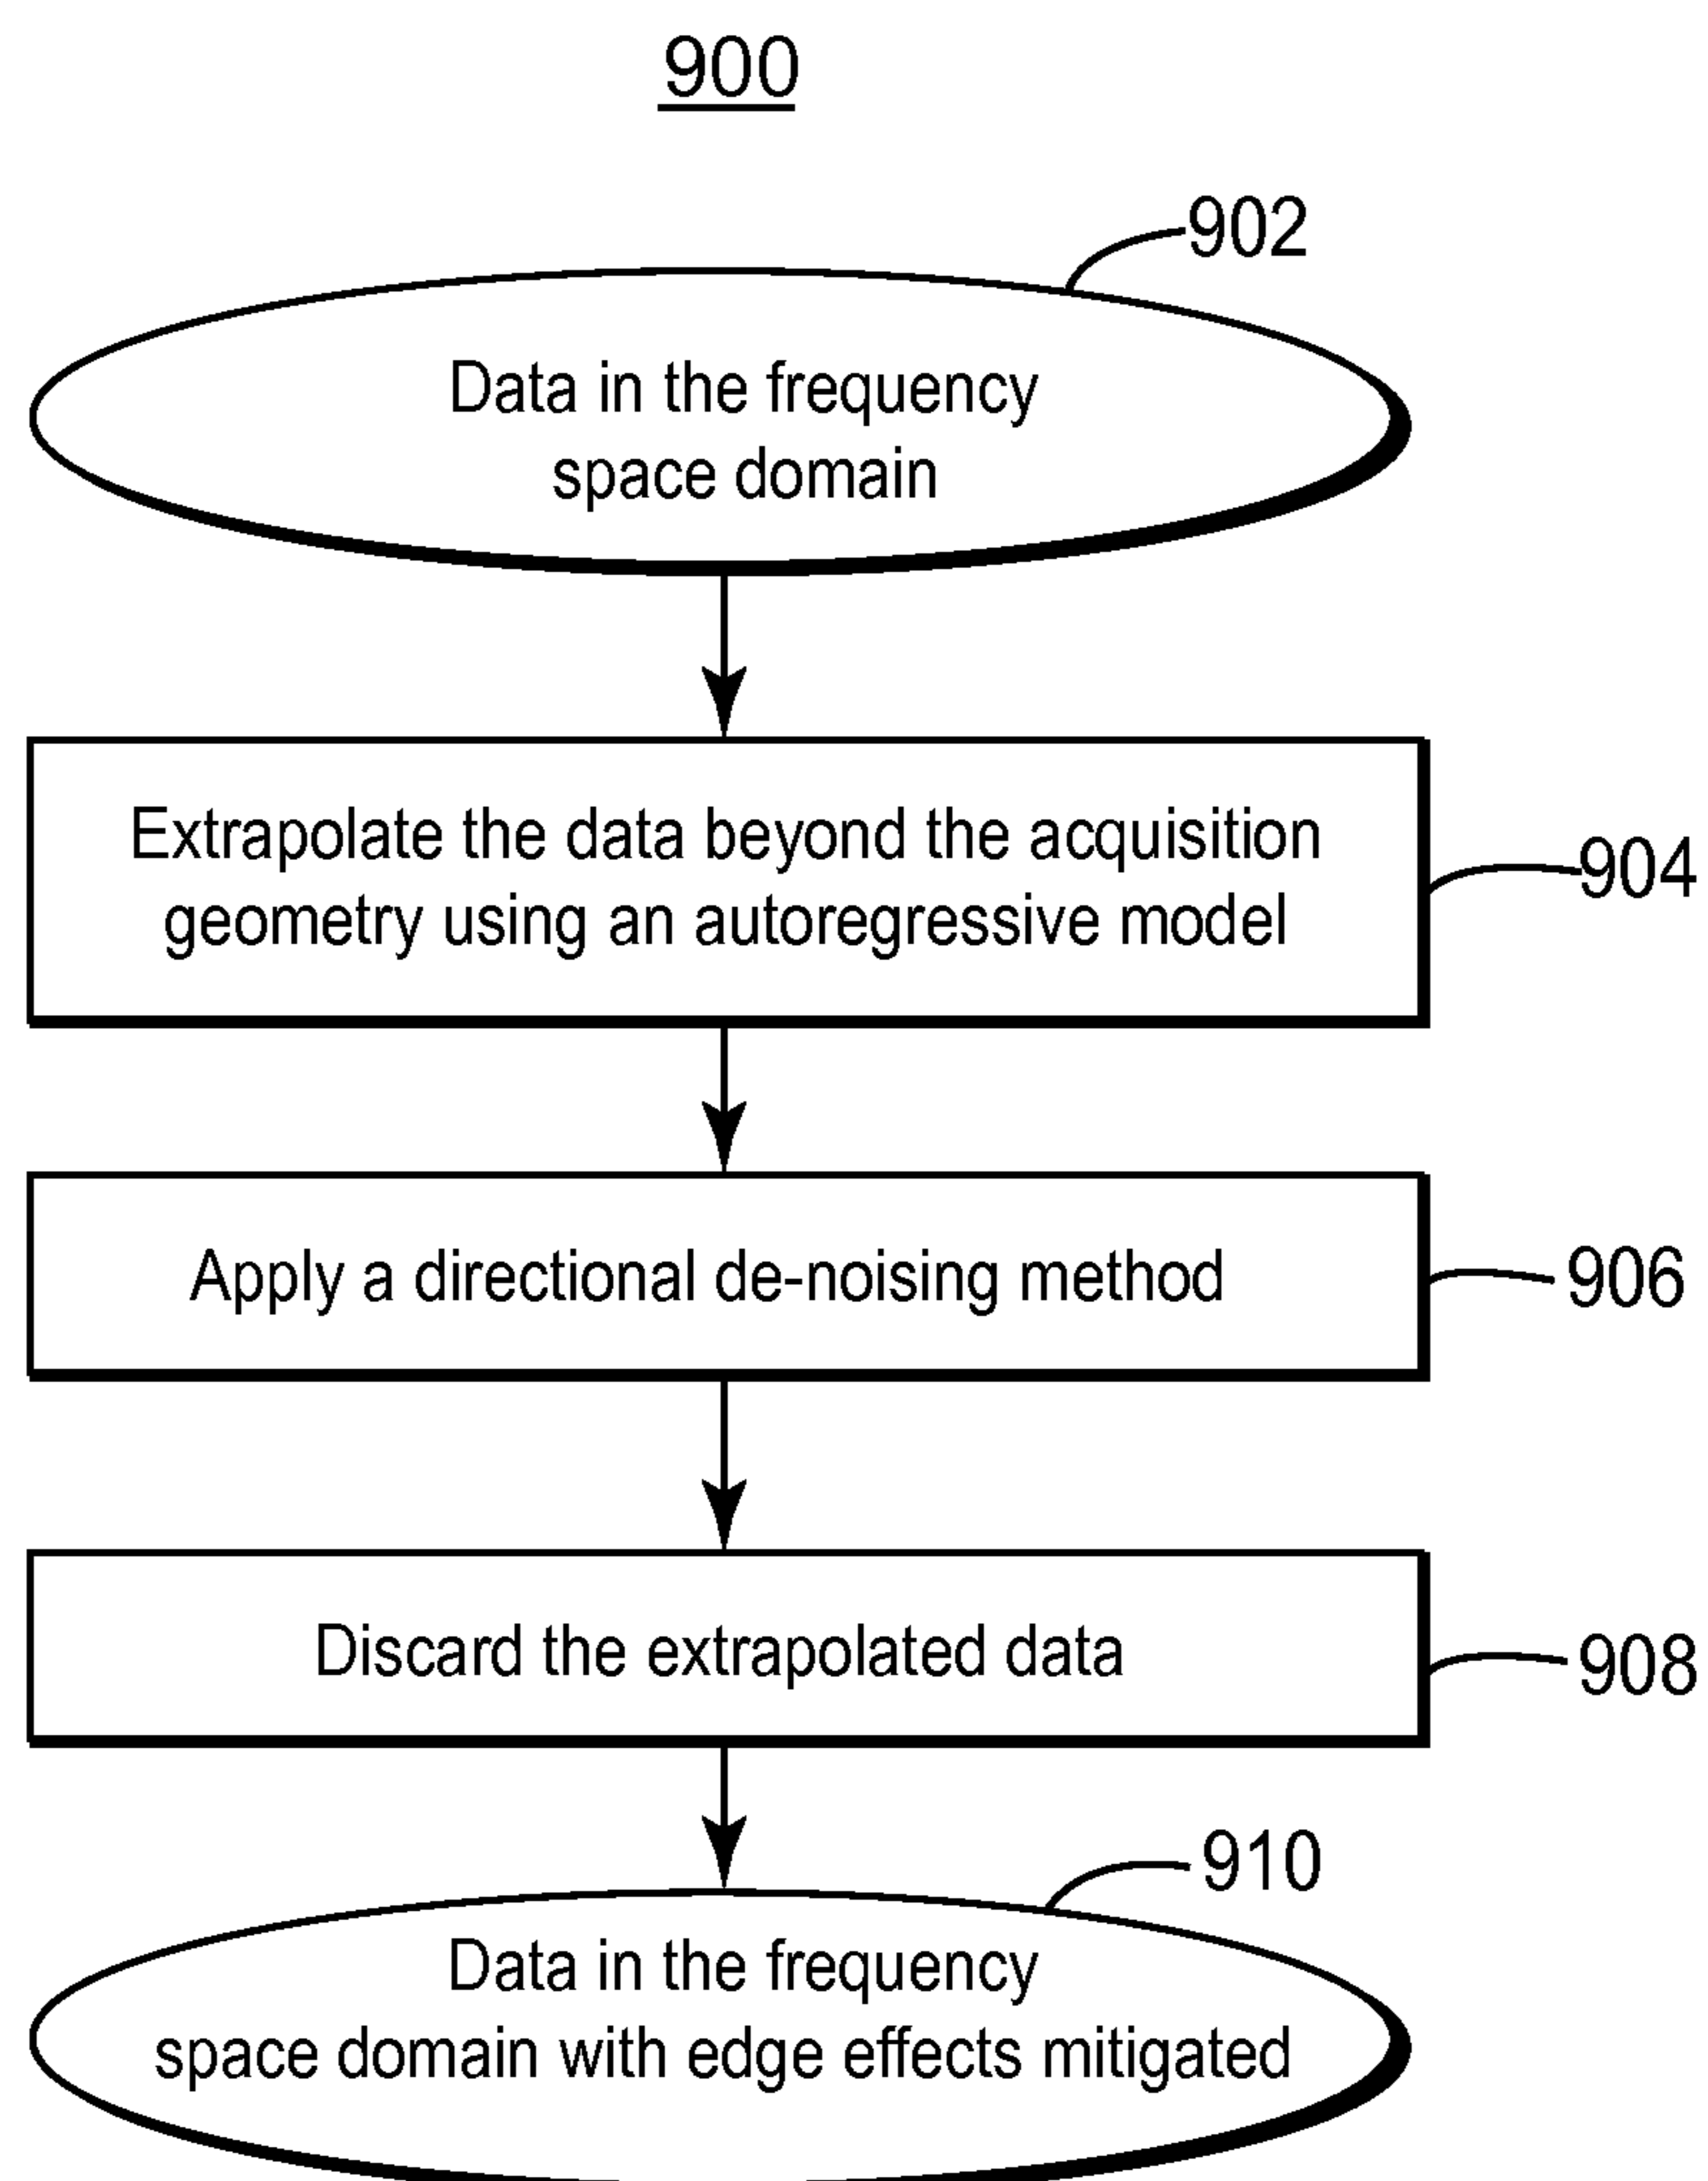 900
902
Data in the frequency
space domain
Extrapolate the data beyond the acquisition
geometry using an autoregressive model
904
Apply a directional de-noising method
906
Discard the extrapolated data
908
910
Data in the frequency
space domain with edge effects mitigated